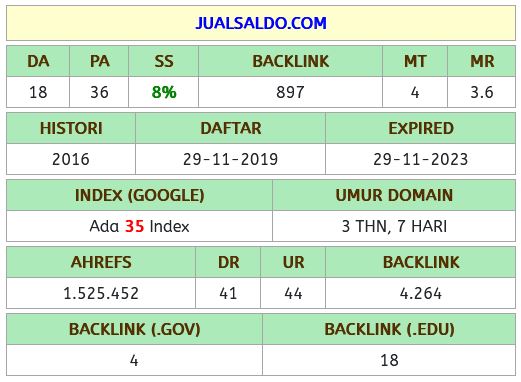 JUALSALDO.COM
DA PA SS BACKLINK MT MR
18 36 8% 897 4 3.6
HISTORI DAFTAR EXPIRED
2016 29-11-2019 29-11-2023
INDEX (GOOGLE) UMUR DOMAIN
Ada 35 Index 3 THN, 7 HARI
AHREFS DR UR BACKLINK
1.525.452 41 44 4.264
BACKLINK (.GOV) BACKLINK (.EDU)
4 18